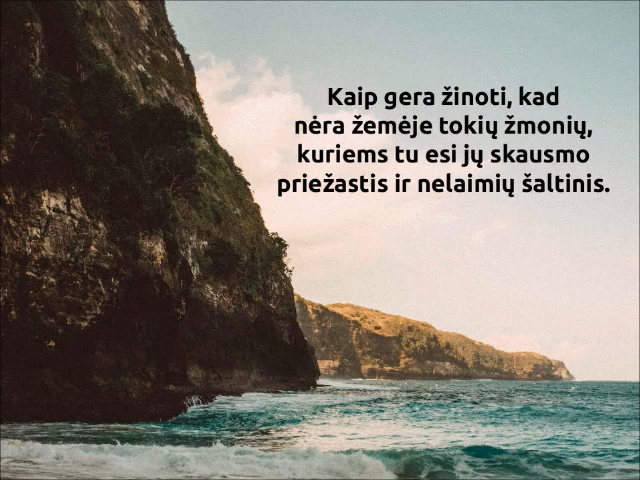 Kaip gera žinoti, kad
nėra žemėje tokių žmonių,
kuriems tu esi jų skausmo
priežastis ir nelaimių šaltinis.